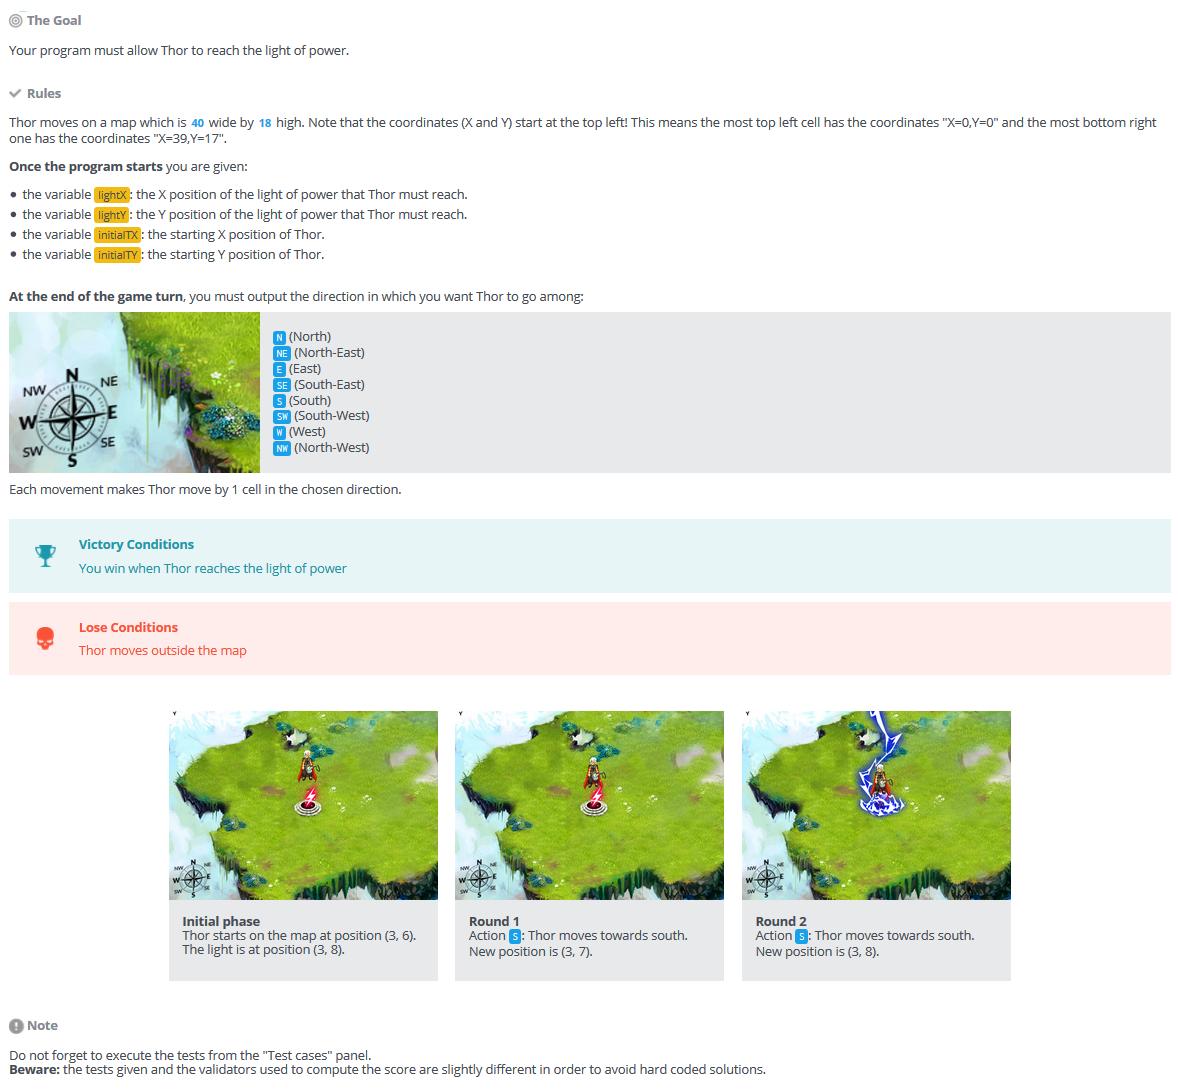 The Goal
Your program must allow Thor to reach the light of power.
Rules
Thor moves on a map which is 40 wide by 18 high. Note that the coordinates (X and Y) start at the top left! This means the most top left cell has the coordinates "X=0,Y=0" and the most bottom right
one has the coordinates "X=39,Y=17".
Once the program starts you are given:
• the variable lightX: the X position of the light of power that Thor must reach.
• the variable lightY: the Y position of the light of power that Thor must reach.
• the variable initialTX: the starting X position of Thor.
• the variable initialTY: the starting Y position of Thor.
At the end of the game turn, you must output the direction in which you want Thor to go among:
N
NW NE
W E
SW SE
S
N (North)
NE (North-East)
E (East)
SE (South-East)
S (South)
SW (South-West)
W (West)
NW (North-West)
Each movement makes Thor move by 1 cell in the chosen direction.
Victory Conditions
You win when Thor reaches the light of power
Lose Conditions
Thor moves outside the map
Y
N
NW NE
W E
SW SE
S
Initial phase
Thor starts on the map at position (3, 6).
The light is at position (3, 8).
Y
N
NW NE
W E
SW SE
S
Round 1
Action S: Thor moves towards south.
New position is (3, 7).
Y
N
NW NE
W E
SW SE
S
Round 2
Action S: Thor moves towards south.
New position is (3, 8).
! Note
Do not forget to execute the tests from the "Test cases" panel.
Beware: the tests given and the validators used to compute the score are slightly different in order to avoid hard coded solutions.